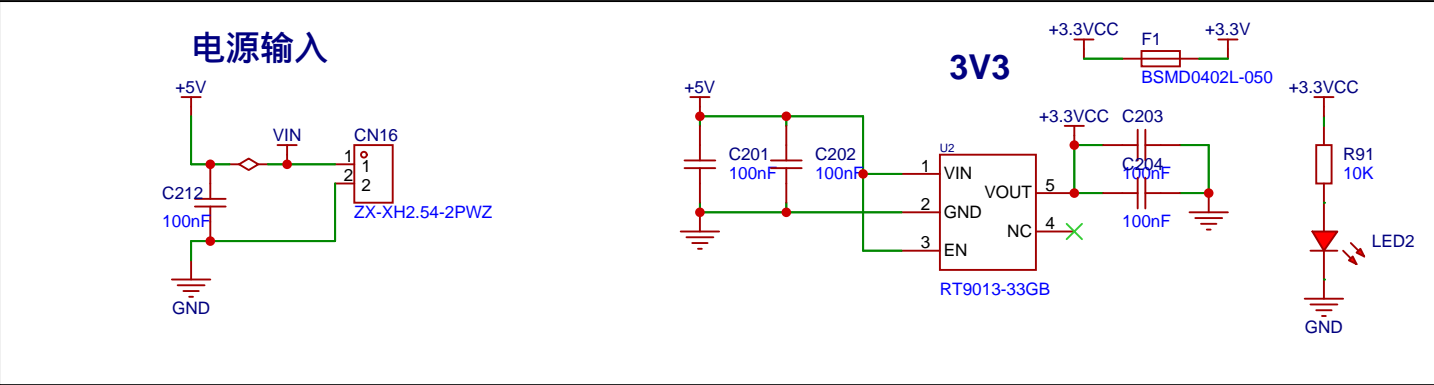 电源输入
+5V
VIN
CN16
1
1
2
2
C212
100nF
ZX-XH2.54-2PWZ
GND
3V3
+3.3VCC
F1
+3.3V
BSMD0402L-050
+5V
C201
100nF
C202
100nF
U2
1
VIN
2
GND
3
EN
VOUT
5
NC
4
RT9013-33GB
+3.3VCC
C203
100nF
C204
100nF
+3.3VCC
R91
10K
LED2
GND